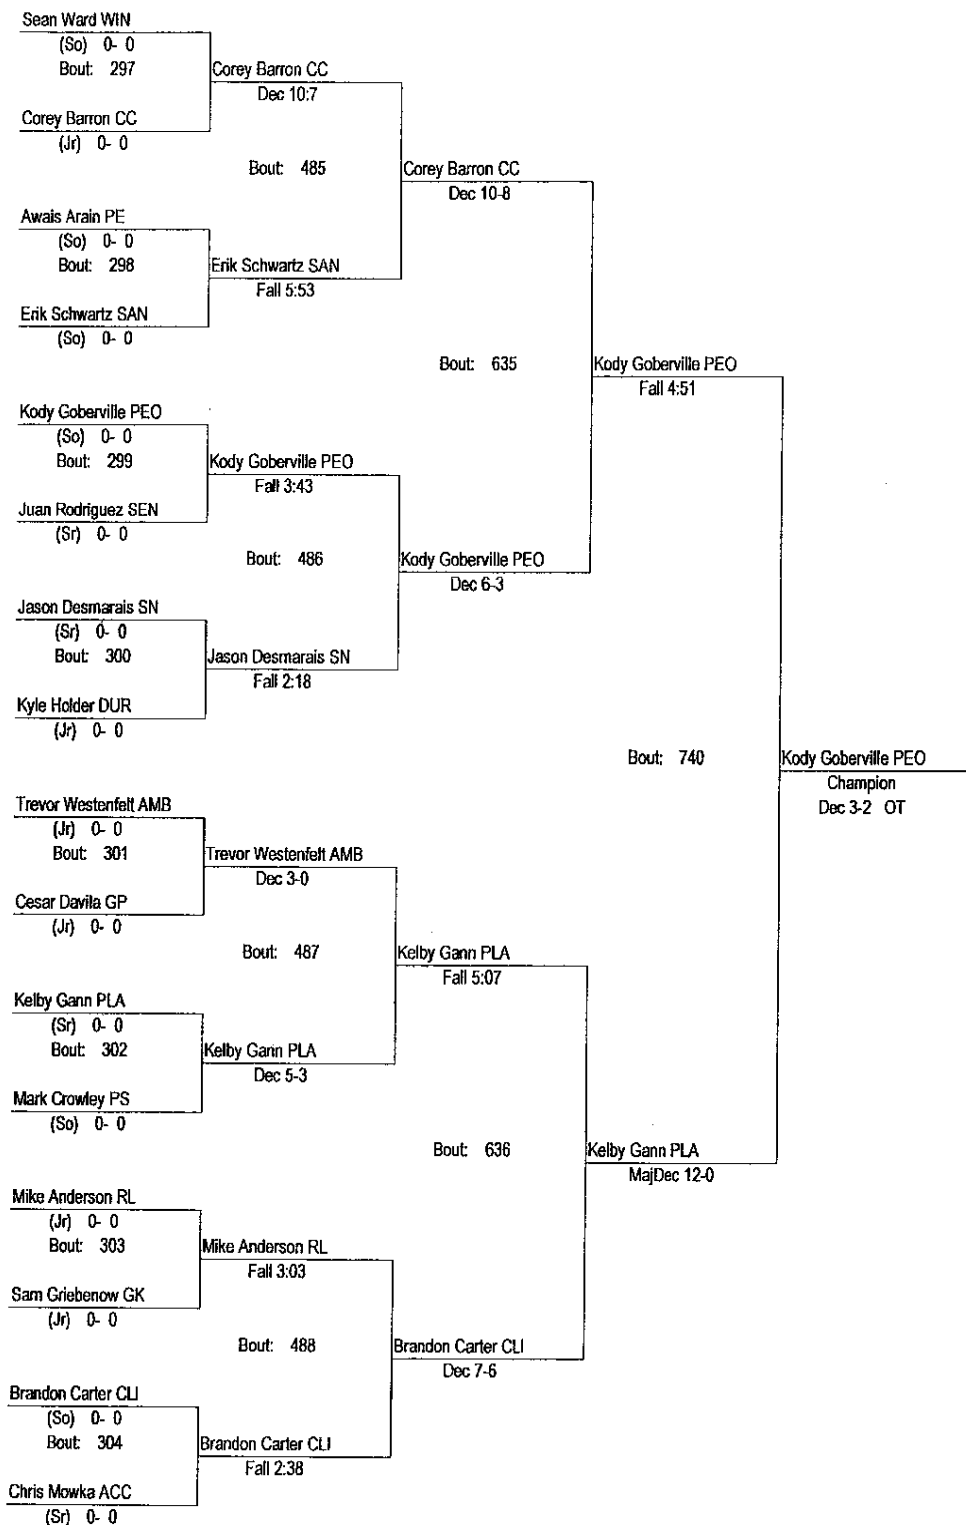 Sean Ward WIN
(So) 0- 0
Bout: 297
Corey Barron CC
Dec 10:7
Corey Barron CC
(Jr) 0- 0
Bout: 485
Corey Barron CC
Dec 10-8
Awais Arain PE
(So) 0- 0
Bout: 298
Erik Schwartz SAN
Fall 5:53
Erik Schwartz SAN
(So) 0- 0
Bout: 635
Kody Goberville PEO
Fall 4:51
Kody Goberville PEO
(So) 0- 0
Bout: 299
Kody Goberville PEO
Fall 3:43
Juan Rodriguez SEN
(Sr) 0- 0
Bout: 486
Kody Goberville PEO
Dec 6-3
Jason Desmarais SN
(Sr) 0- 0
Bout: 300
Jason Desmarais SN
Fall 2:18
Kyle Holder DUR
(Jr) 0- 0
Bout: 740
Kody Goberville PEO
Champion
Dec 3-2 OT
Trevor Westenfelt AMB
(Jr) 0- 0
Bout: 301
Trevor Westenfelt AMB
Dec 3-0
Cesar Davila GP
(Jr) 0- 0
Bout: 487
Kelby Gann PLA
Fall 5:07
Kelby Gann PLA
(Sr) 0- 0
Bout: 302
Kelby Gann PLA
Dec 5-3
Mark Crowley PS
(So) 0- 0
Bout: 636
Kelby Gann PLA
MajDec 12-0
Mike Anderson RL
(Jr) 0- 0
Bout: 303
Mike Anderson RL
Fall 3:03
Sam Griebenow GK
(Jr) 0- 0
Bout: 488
Brandon Carter CLI
Dec 7-6
Brandon Carter CLI
(So) 0- 0
Bout: 304
Brandon Carter CLI
Fall 2:38
Chris Mowka ACC
(Sr) 0- 0